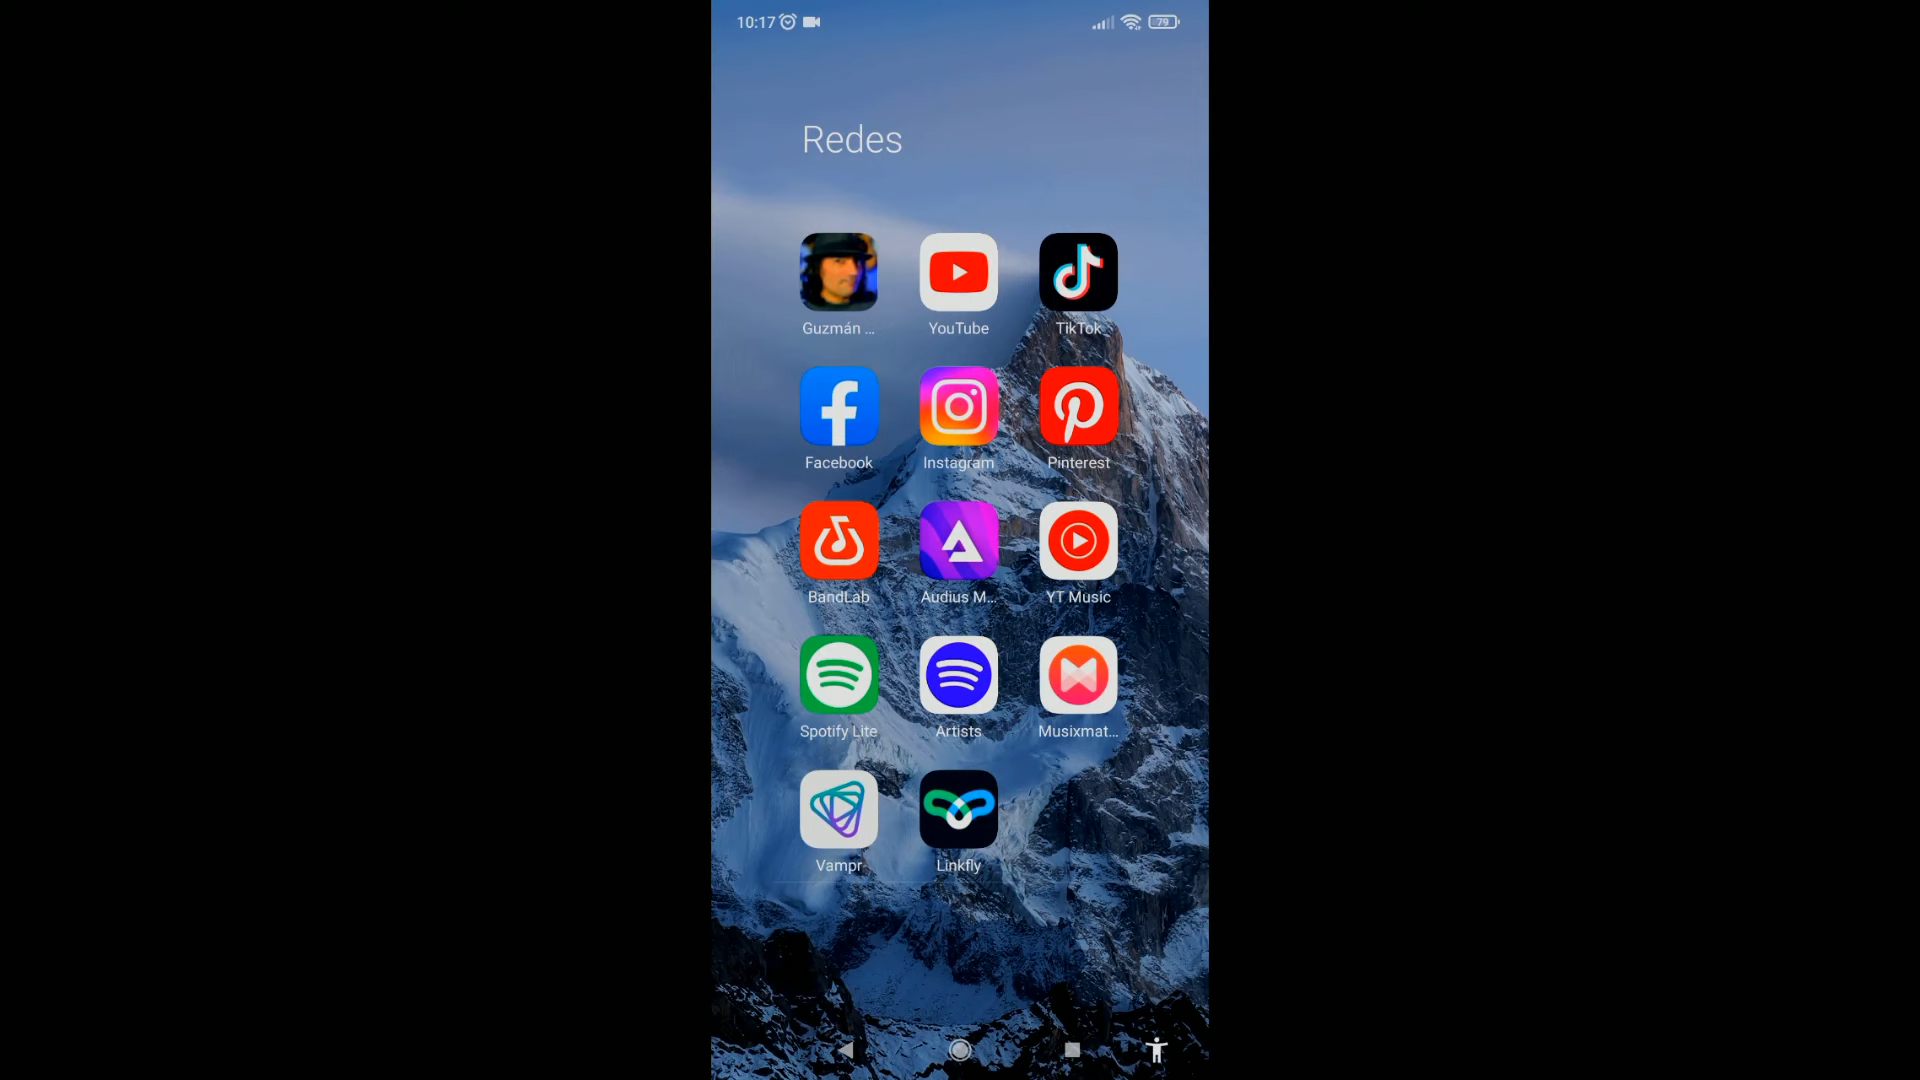 10:17
79
Redes
Guzmán ...
YouTube
TikTok
Facebook
Instagram
Pinterest
BandLab
Audius M...
YT Music
Spotify Lite
Artists
Musixmat...
Vampr
Linkfly